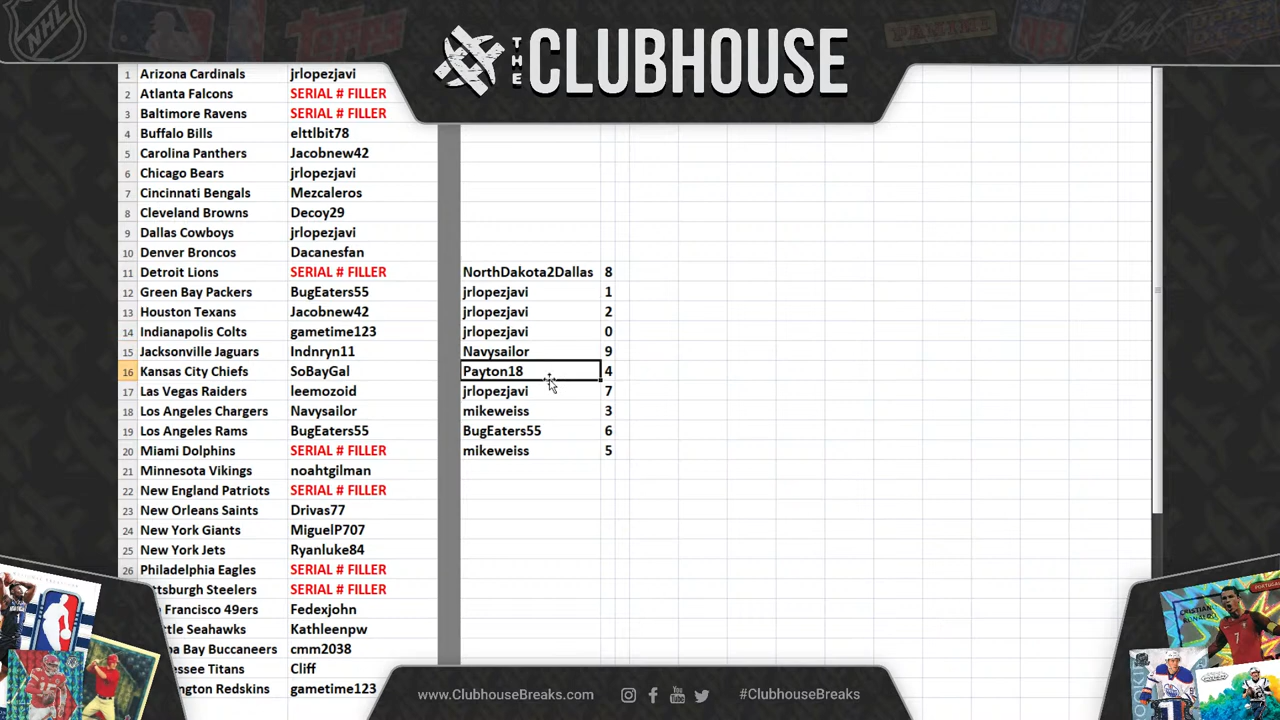 THE CLUBHOUSE
1 Arizona Cardinals jrlopezjavi
2 Atlanta Falcons SERIAL # FILLER
3 Baltimore Ravens SERIAL # FILLER
4 Buffalo Bills elttlbit78
5 Carolina Panthers Jacobnew42
6 Chicago Bears jrlopezjavi
7 Cincinnati Bengals Mezcaleros
8 Cleveland Browns Decoy29
9 Dallas Cowboys jrlopezjavi
10 Denver Broncos Dacanesfan
11 Detroit Lions SERIAL # FILLER NorthDakota2Dallas 8
12 Green Bay Packers BugEaters55 jrlopezjavi 1
13 Houston Texans Jacobnew42 jrlopezjavi 2
14 Indianapolis Colts gametime123 jrlopezjavi 0
15 Jacksonville Jaguars Indnryn11 Navysailor 9
16 Kansas City Chiefs SoBayGal Payton18 4
17 Las Vegas Raiders leemozoid jrlopezjavi 7
18 Los Angeles Chargers Navysailor mikeweiss 3
19 Los Angeles Rams BugEaters55 BugEaters55 6
20 Miami Dolphins SERIAL # FILLER mikeweiss 5
21 Minnesota Vikings noahtgilman
22 New England Patriots SERIAL # FILLER
23 New Orleans Saints Drivas77
24 New York Giants MiguelP707
25 New York Jets Ryanluke84
26 Philadelphia Eagles SERIAL # FILLER
ttsburgh Steelers SERIAL # FILLER
Francisco 49ers Fedexjohn
ttle Seahawks Kathleenpw
pa Bay Buccaneers cmm2038
essee Titans Cliff
ngton Redskins gametime123
www.ClubhouseBreaks.com #ClubhouseBreaks